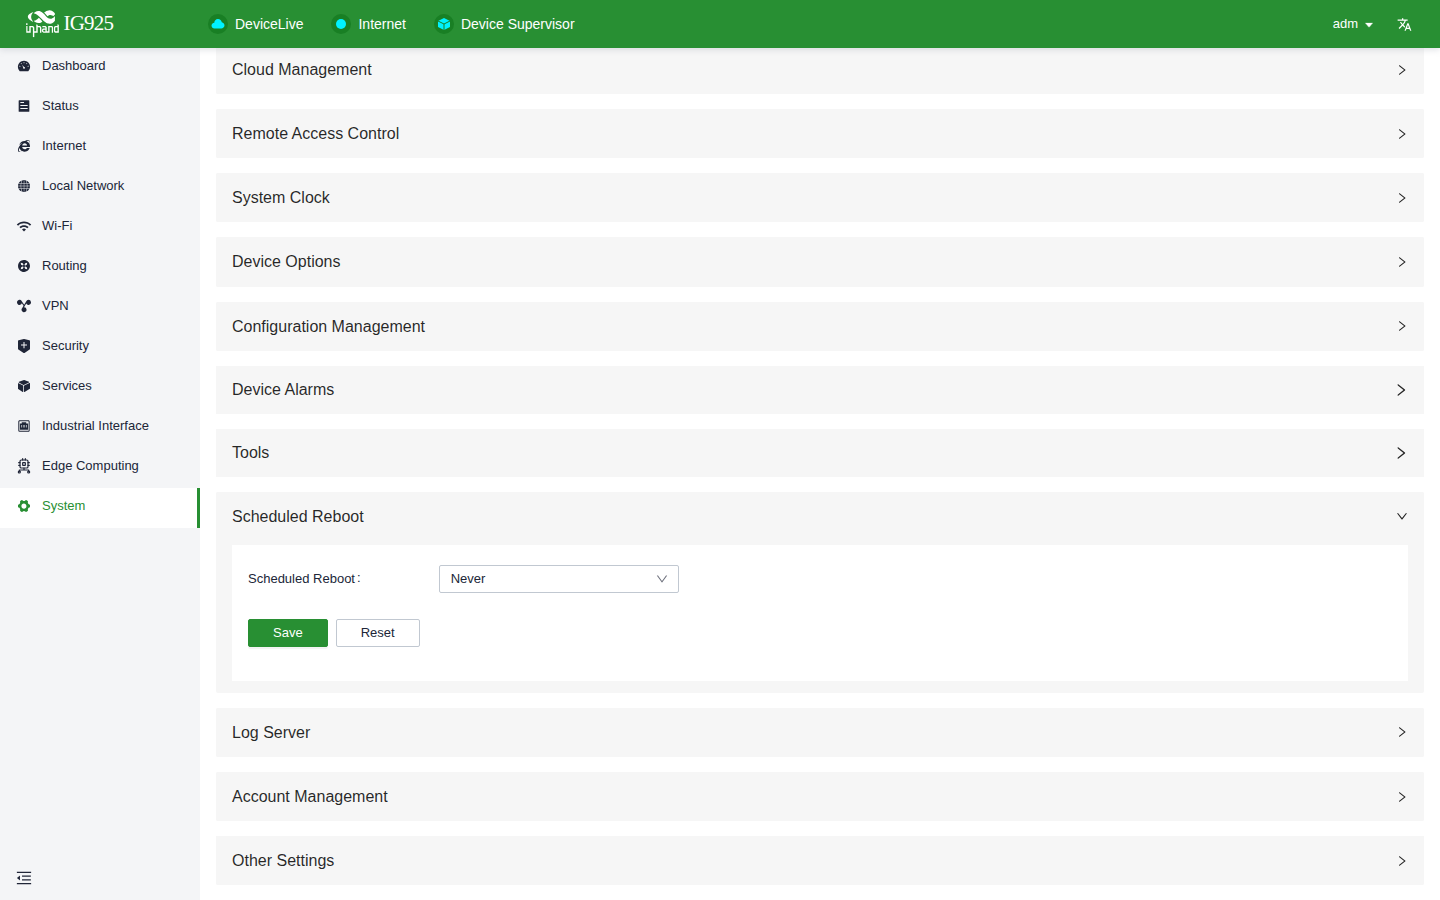 inhand IG925
DeviceLive
Internet
Device Supervisor
adm
Dashboard
Status
Internet
Local Network
Wi-Fi
Routing
VPN
Security
Services
Industrial Interface
Edge Computing
System
Cloud Management
Remote Access Control
System Clock
Device Options
Configuration Management
Device Alarms
Tools
Scheduled Reboot
Scheduled Reboot: Never
Save Reset
Log Server
Account Management
Other Settings